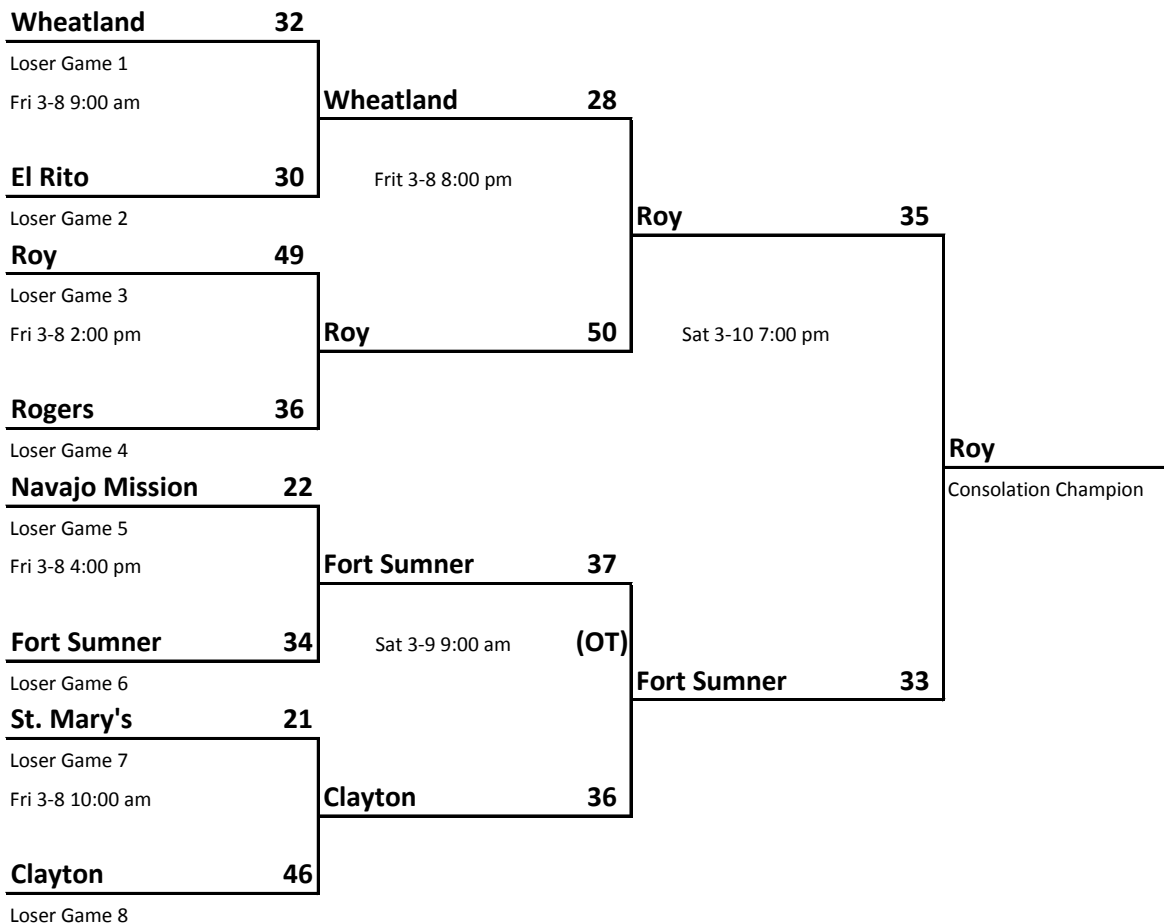 Wheatland 32
Loser Game 1
Fri 3-8 9:00 am
Wheatland 28
El Rito 30
Frit 3-8 8:00 pm
Loser Game 2
Roy 35
Roy 49
Loser Game 3
Fri 3-8 2:00 pm
Roy 50
Sat 3-10 7:00 pm
Rogers 36
Loser Game 4
Roy
Navajo Mission 22
Consolation Champion
Loser Game 5
Fri 3-8 4:00 pm
Fort Sumner 37
Fort Sumner 34
Sat 3-9 9:00 am (OT)
Loser Game 6
Fort Sumner 33
St. Mary's 21
Loser Game 7
Fri 3-8 10:00 am
Clayton 36
Clayton 46
Loser Game 8